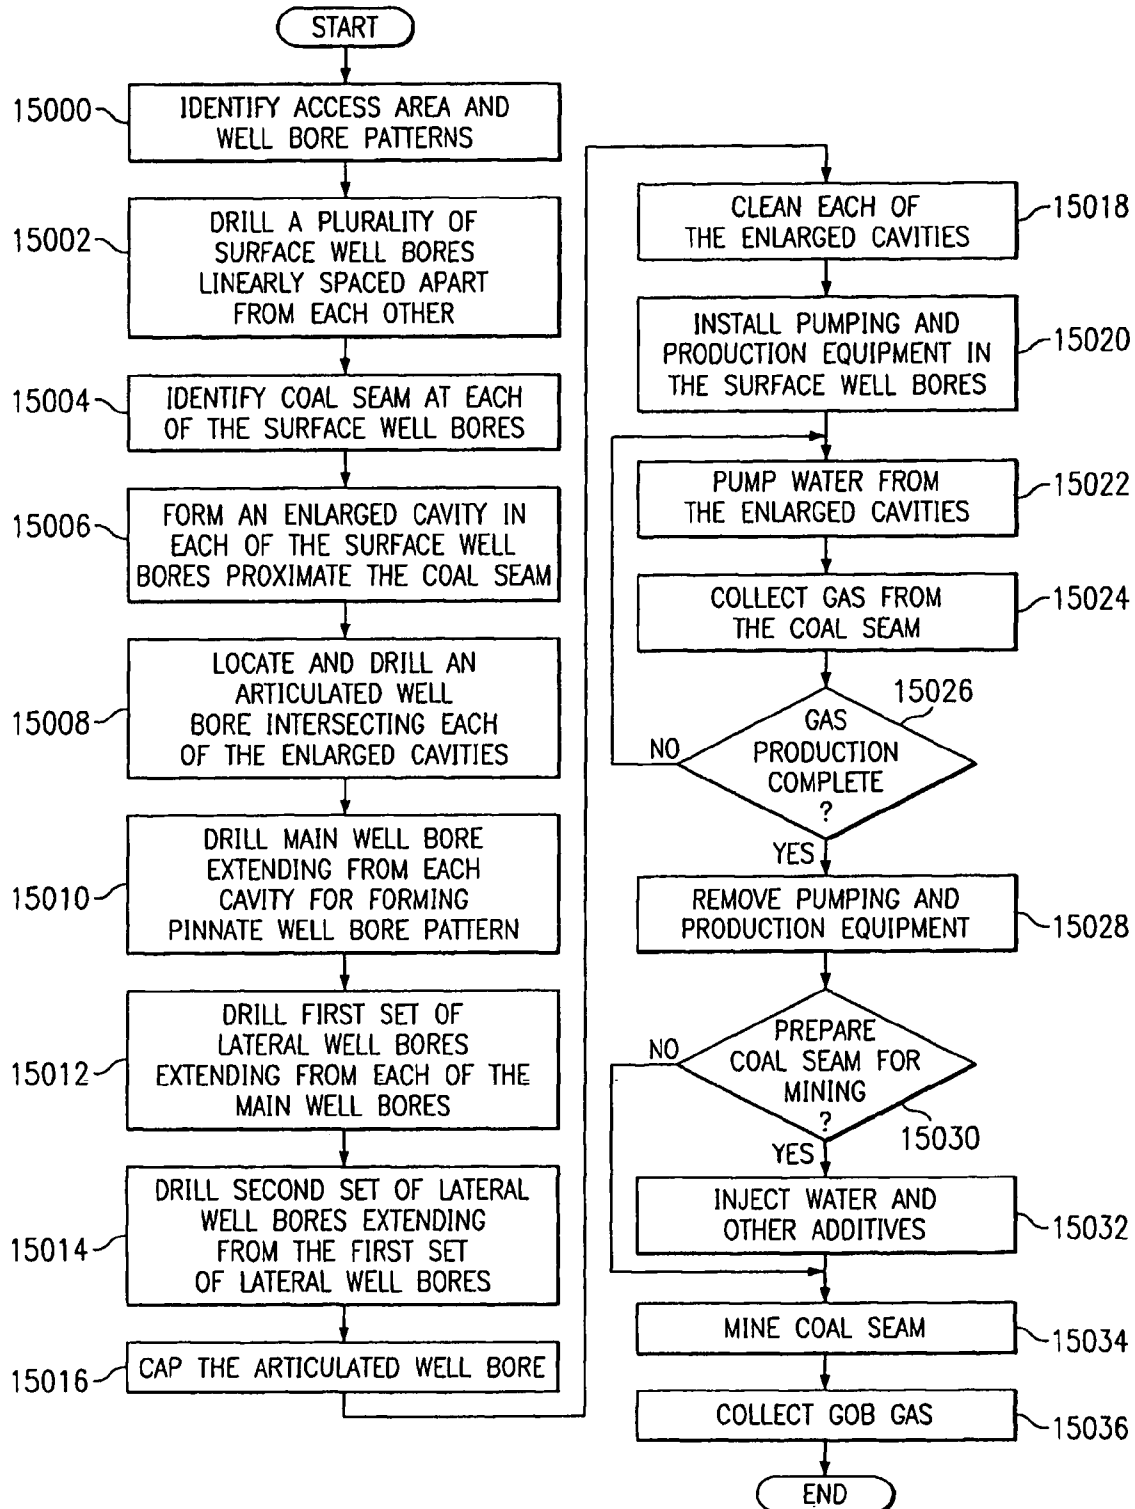 START
15000
IDENTIFY ACCESS AREA AND
WELL BORE PATTERNS
15002
DRILL A PLURALITY OF
SURFACE WELL BORES
LINEARLY SPACED APART
FROM EACH OTHER
15004
IDENTIFY COAL SEAM AT EACH
OF THE SURFACE WELL BORES
15006
FORM AN ENLARGED CAVITY IN
EACH OF THE SURFACE WELL
BORES PROXIMATE THE COAL SEAM
15008
LOCATE AND DRILL AN
ARTICULATED WELL
BORE INTERSECTING EACH
OF THE ENLARGED CAVITIES
15010
DRILL MAIN WELL BORE
EXTENDING FROM EACH
CAVITY FOR FORMING
PINNATE WELL BORE PATTERN
15012
DRILL FIRST SET OF
LATERAL WELL BORES
EXTENDING FROM EACH OF THE
MAIN WELL BORES
15014
DRILL SECOND SET OF LATERAL
WELL BORES EXTENDING
FROM THE FIRST SET
OF LATERAL WELL BORES
15016
CAP THE ARTICULATED WELL BORE
CLEAN EACH OF
THE ENLARGED CAVITIES
15018
INSTALL PUMPING AND
PRODUCTION EQUIPMENT IN
THE SURFACE WELL BORES
15020
PUMP WATER FROM
THE ENLARGED CAVITIES
15022
COLLECT GAS FROM
THE COAL SEAM
15024
15026
GAS
PRODUCTION
COMPLETE
?
NO
YES
REMOVE PUMPING AND
PRODUCTION EQUIPMENT
15028
PREPARE
COAL SEAM FOR
MINING
?
NO
15030
YES
INJECT WATER AND
OTHER ADDITIVES
15032
MINE COAL SEAM
15034
COLLECT GOB GAS
15036
END